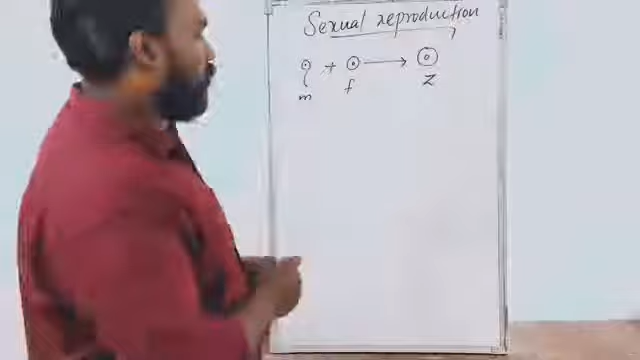 Sexual reproduction
+ →
m f Z